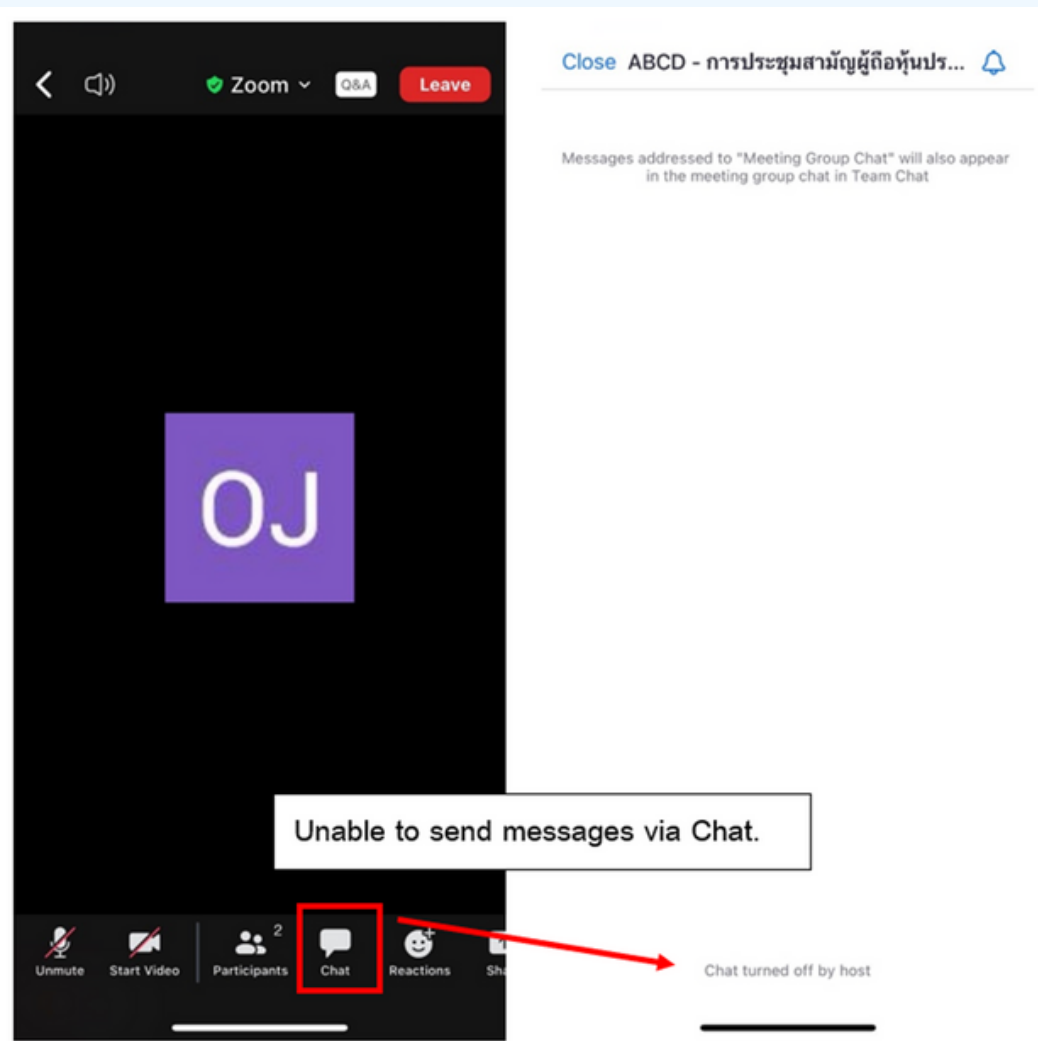 Zoom
Q&A
Leave
OJ
Unmute
Start Video
2
Participants
Chat
Reactions
Close ABCD - การประชุมสามัญผู้ถือหุ้นปร...
Messages addressed to "Meeting Group Chat" will also appear
in the meeting group chat in Team Chat
Unable to send messages via Chat.
Chat turned off by host